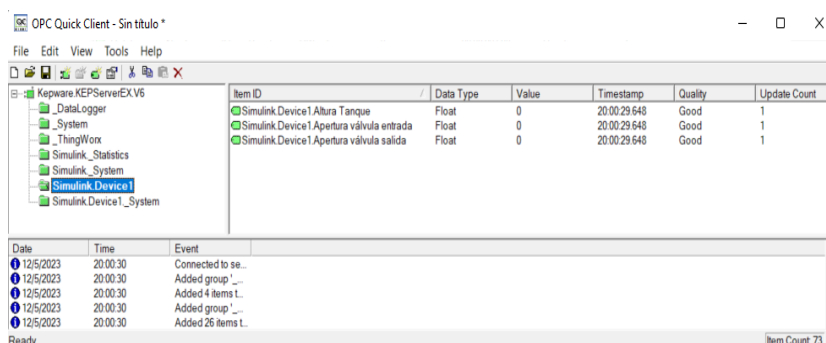 OPC Quick Client - Sin título *
File Edit View Tools Help
Kepware.KEPServerEX.V6
_DataLogger
_System
_ThingWorx
Simulink._Statistics
Simulink._System
Simulink.Device1
Simulink.Device1._System
Item ID Data Type Value Timestamp Quality Update Count
Simulink.Device1.Altura Tanque Float 0 20:00:29.648 Good 1
Simulink.Device1.Apertura válvula entrada Float 0 20:00:29.648 Good 1
Simulink.Device1.Apertura válvula salida Float 0 20:00:29.648 Good 1
Date Time Event
12/5/2023 20:00:30 Connected to se...
12/5/2023 20:00:30 Added group '_...
12/5/2023 20:00:30 Added 4 items t...
12/5/2023 20:00:30 Added group '_...
12/5/2023 20:00:30 Added 26 items t...
Ready Item Count: 73